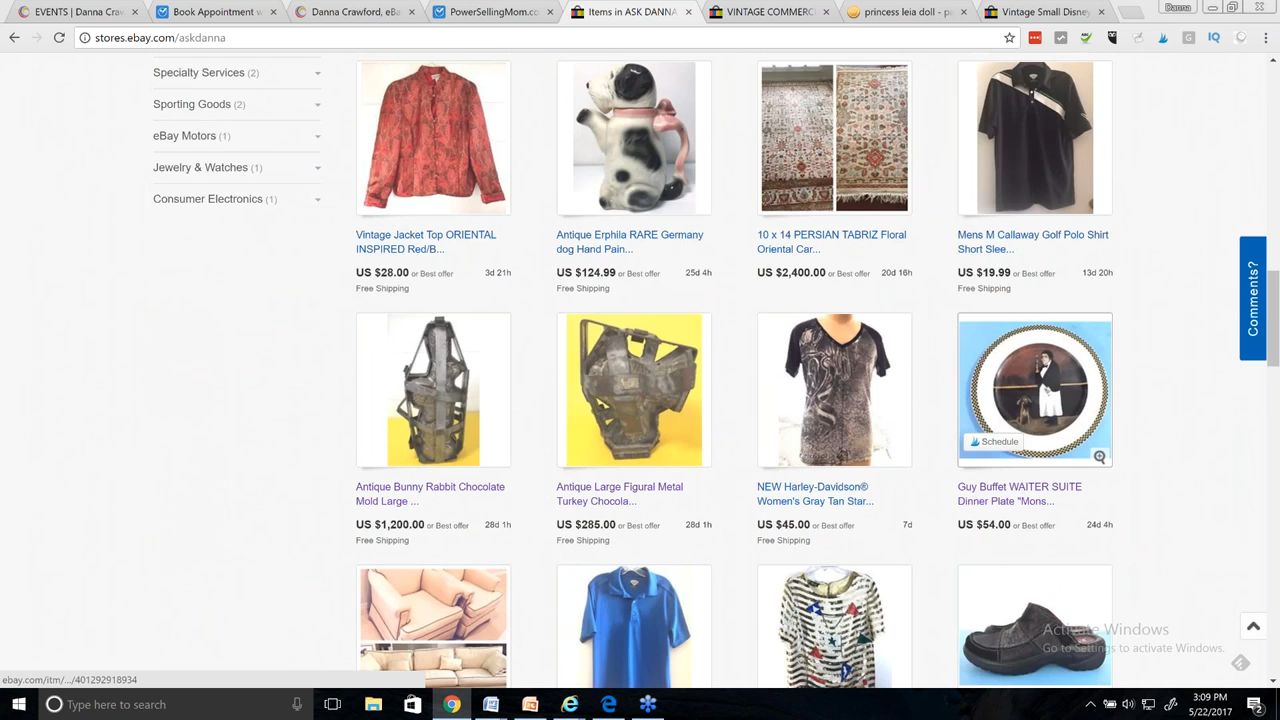 EVENTS | Danna Craw
Book Appointment w
Danna Crawford, eBa
PowerSellingMom.co
Items in ASK DANNA
VINTAGE COMMERC
princess leia doll - pe
Vintage Small Disney
Danna
stores.ebay.com/askdanna
Specialty Services (2)
Sporting Goods (2)
eBay Motors (1)
Jewelry & Watches (1)
Consumer Electronics (1)
Vintage Jacket Top ORIENTAL
INSPIRED Red/B...
US $28.00 or Best offer 3d 21h
Free Shipping
Antique Erphila RARE Germany
dog Hand Pain...
US $124.99 or Best offer 25d 4h
Free Shipping
10 x 14 PERSIAN TABRIZ Floral
Oriental Car...
US $2,400.00 or Best offer 20d 16h
Free Shipping
Mens M Callaway Golf Polo Shirt
Short Slee...
US $19.99 or Best offer 13d 20h
Free Shipping
Comments?
Schedule
Antique Bunny Rabbit Chocolate
Mold Large ...
US $1,200.00 or Best offer 28d 1h
Free Shipping
Antique Large Figural Metal
Turkey Chocola...
US $285.00 or Best offer 28d 1h
Free Shipping
NEW Harley-Davidson®
Women's Gray Tan Star...
US $45.00 or Best offer 7d
Free Shipping
Guy Buffet WAITER SUITE
Dinner Plate "Mons...
US $54.00 or Best offer 24d 4h
Activate Windows
Go to Settings to activate Windows.
ebay.com/itm/.../401292918934
Type here to search
3:09 PM
5/22/2017
2